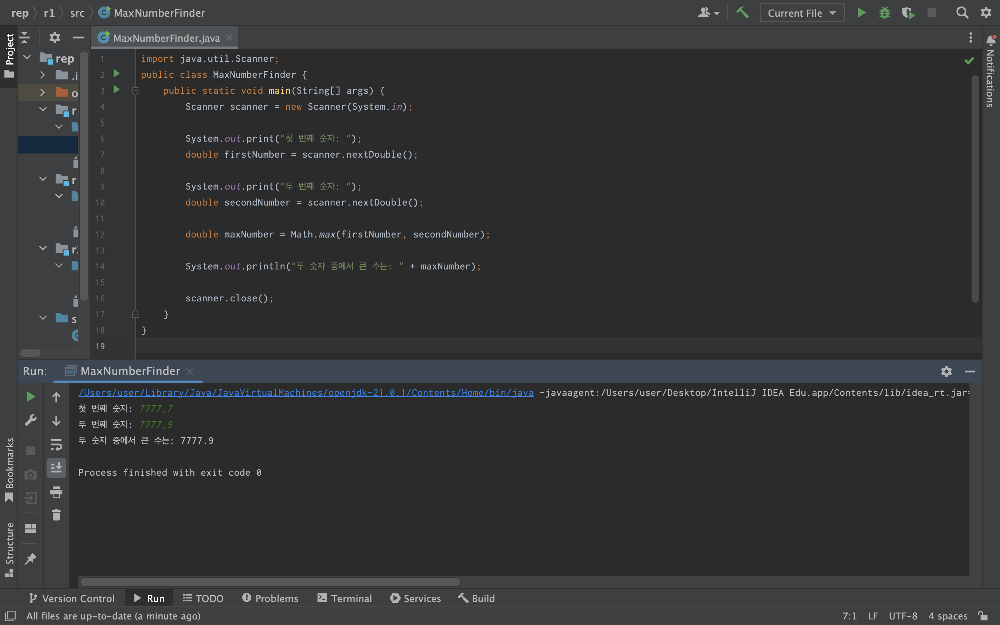 rep r1 src MaxNumberFinder
Current File
Project
MaxNumberFinder.java
Notifications
rep
.i
o
r
r
r
s
1 import java.util.Scanner;
2 public class MaxNumberFinder {
3 public static void main(String[] args) {
4 Scanner scanner = new Scanner(System.in);
5
6 System.out.print("첫 번째 숫자: ");
7 double firstNumber = scanner.nextDouble();
8
9 System.out.print("두 번째 숫자: ");
10 double secondNumber = scanner.nextDouble();
11
12 double maxNumber = Math.max(firstNumber, secondNumber);
13
14 System.out.println("두 숫자 중에서 큰 수는: " + maxNumber);
15
16 scanner.close();
17 }
18 }
19
Run: MaxNumberFinder
/Users/user/Library/Java/JavaVirtualMachines/openjdk-21.0.1/Contents/Home/bin/java -javaagent:/Users/user/Desktop/IntelliJ IDEA Edu.app/Contents/lib/idea_rt.jar=
첫 번째 숫자: 7777,7
두 번째 숫자: 7777,9
두 숫자 중에서 큰 수는: 7777.9
Process finished with exit code 0
Bookmarks
Structure
Version Control Run TODO Problems Terminal Services Build
All files are up-to-date (a minute ago) 7:1 LF UTF-8 4 spaces